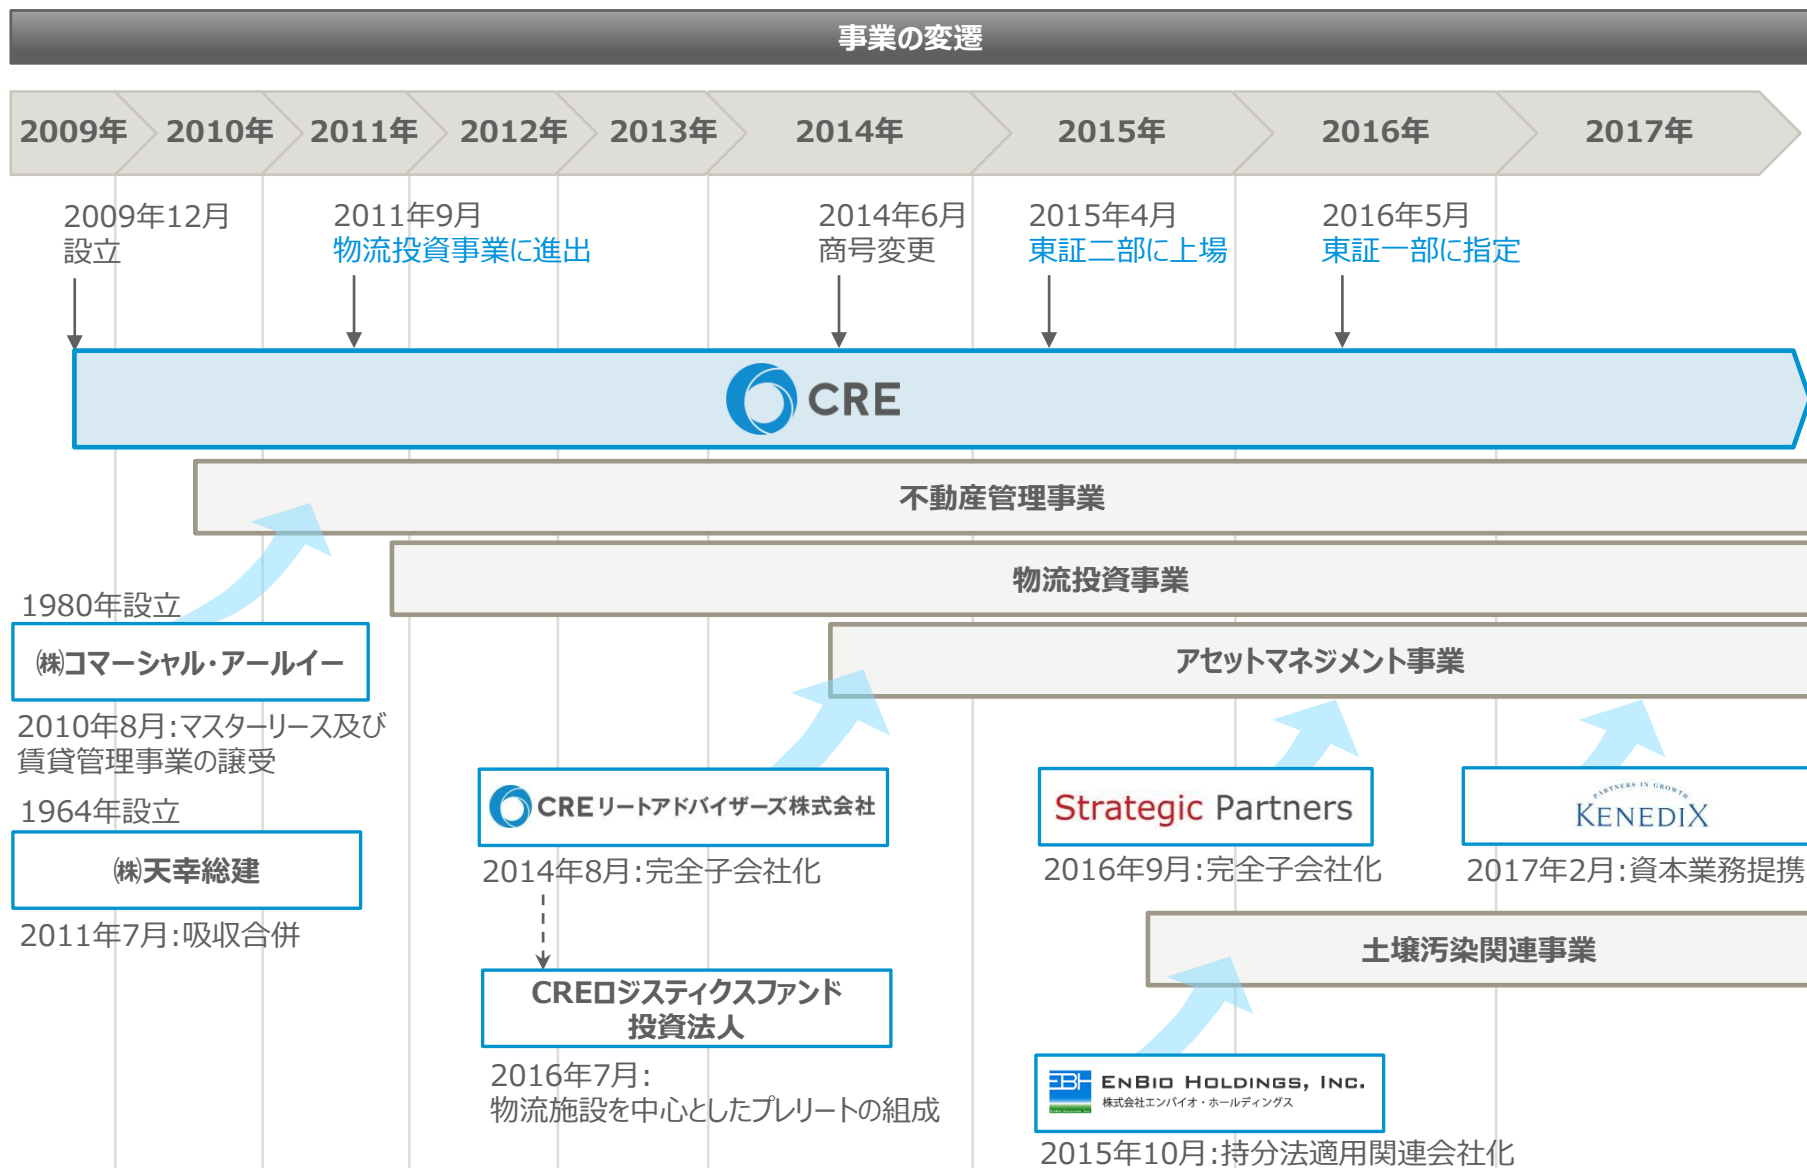 事業の変遷
2009年
2010年
2011年
2012年
2013年
2014年
2015年
2016年
2017年
2009年12月
設立
2011年9月
物流投資事業に進出
2014年6月
商号変更
2015年4月
東証二部に上場
2016年5月
東証一部に指定
CRE
不動産管理事業
物流投資事業
アセットマネジメント事業
1980年設立
㈱コマーシャル・アールイー
2010年8月:マスターリース及び
賃貸管理事業の譲受
1964年設立
㈱天幸総建
2011年7月:吸収合併
CREリートアドバイザーズ株式会社
2014年8月:完全子会社化
CREロジスティクスファンド
投資法人
2016年7月:
物流施設を中心としたプレリートの組成
Strategic Partners
2016年9月:完全子会社化
PARTNERS IN GROWTH
KENEDIX
2017年2月:資本業務提携
土壌汚染関連事業
EBH
ENBIO HOLDINGS, INC.
株式会社エンバイオ・ホールディングス
2015年10月:持分法適用関連会社化